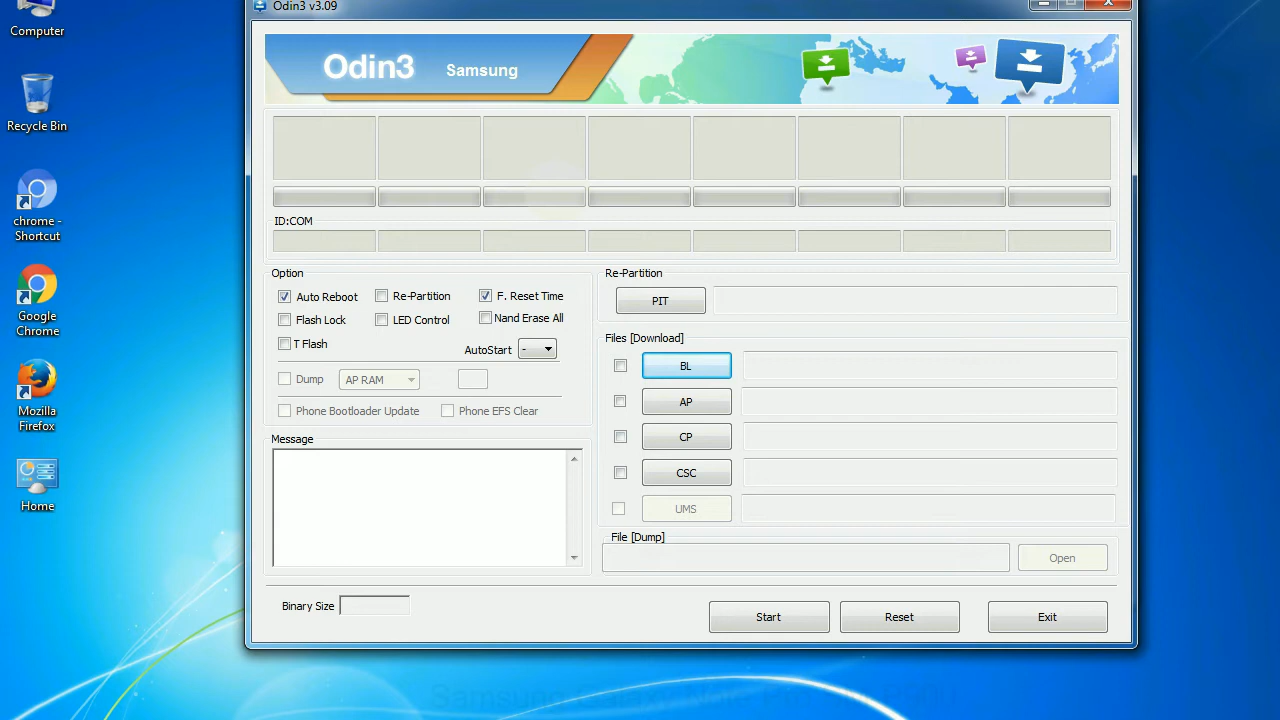 Computer
Recycle Bin
chrome -
Shortcut
Google
Chrome
Mozilla
Firefox
Home
Odin3 v3.09
Odin3 Samsung
ID:COM
Option
Auto Reboot Re-Partition F. Reset Time
Flash Lock LED Control Nand Erase All
T Flash AutoStart -
Dump AP RAM
Phone Bootloader Update Phone EFS Clear
Message
Re-Partition
PIT
Files [Download]
BL
AP
CP
CSC
UMS
File [Dump]
Open
Binary Size
Start Reset Exit
Samsung Galaxy Note